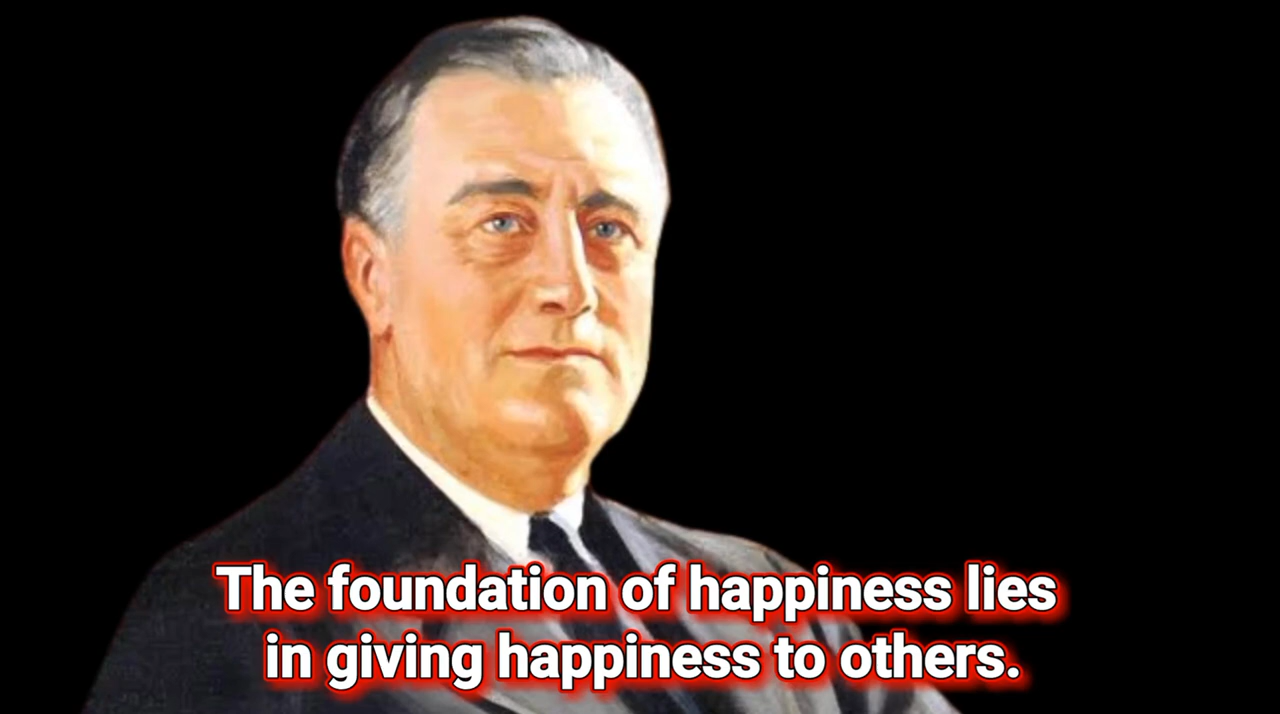 The foundation of happiness lies
in giving happiness to others.